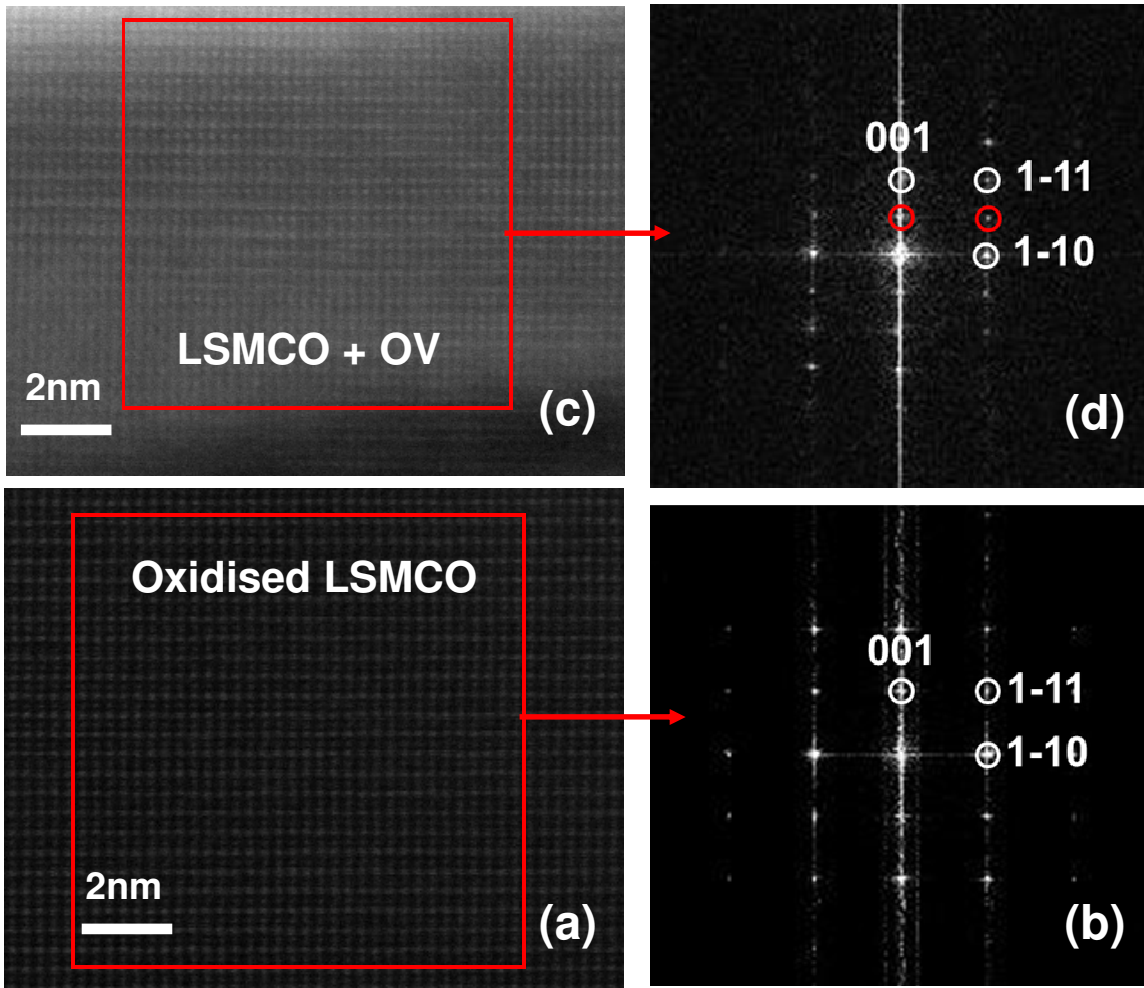 001
1-11
1-10
LSMCO + OV
2nm
(c)
(d)
Oxidised LSMCO
001
1-11
1-10
2nm
(a)
(b)